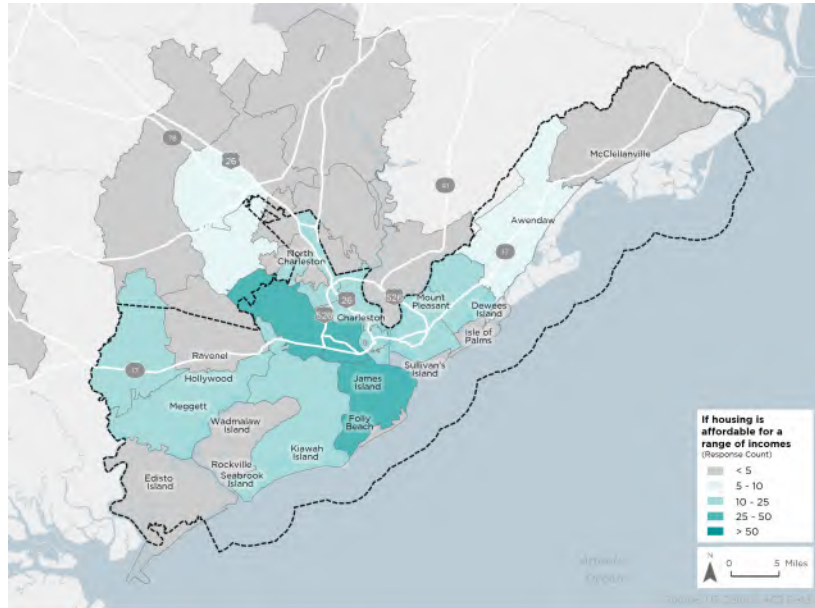 McClellanville
78
26
41
Awendaw
17
North
Charleston
526
Mount
Pleasant
26
Dewees
Island
526
Charleston
Isle of
Palms
Ravenel
Sullivan's
Island
17
Hollywood
James
Island
Meggett
Folly
Beach
Wadmalaw
Island
Kiawah
Island
Rockville
Seabrook
Island
Edisto
Island
If housing is
affordable for a
range of incomes
(Response Count)
< 5
5 - 10
10 - 25
25 - 50
> 50
N
0 5 Miles
Atlantic
Ocean